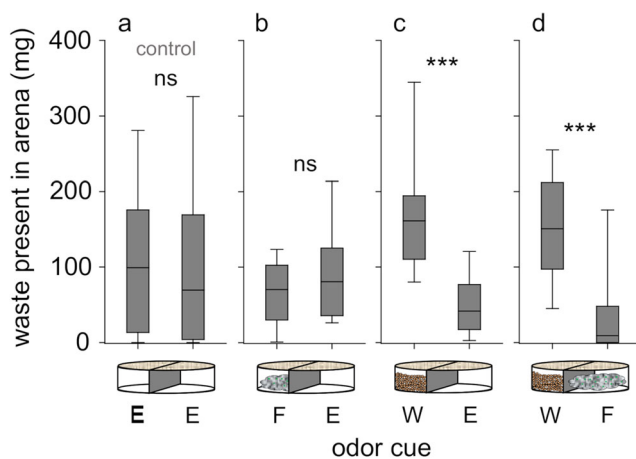 a b c d
400 control *** 
ns ***
300
ns
200
100
0
E E F E W E W F
odor cue
waste present in arena (mg)